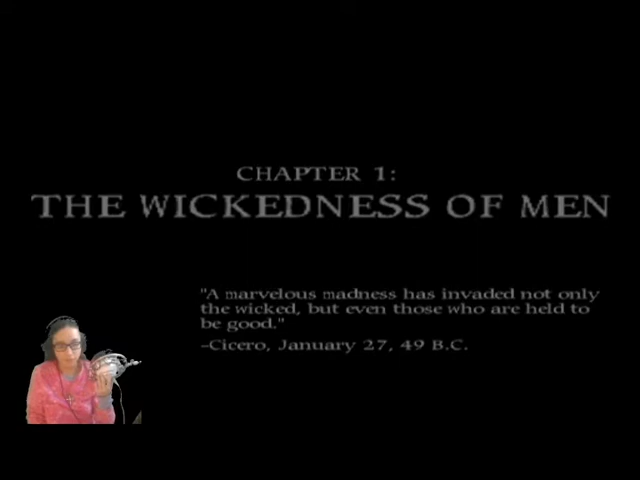 CHAPTER 1:
THE WICKEDNESS OF MEN
"A marvelous madness has invaded not only
the wicked, but even those who are held to
be good."
–Cicero, January 27, 49 B.C.